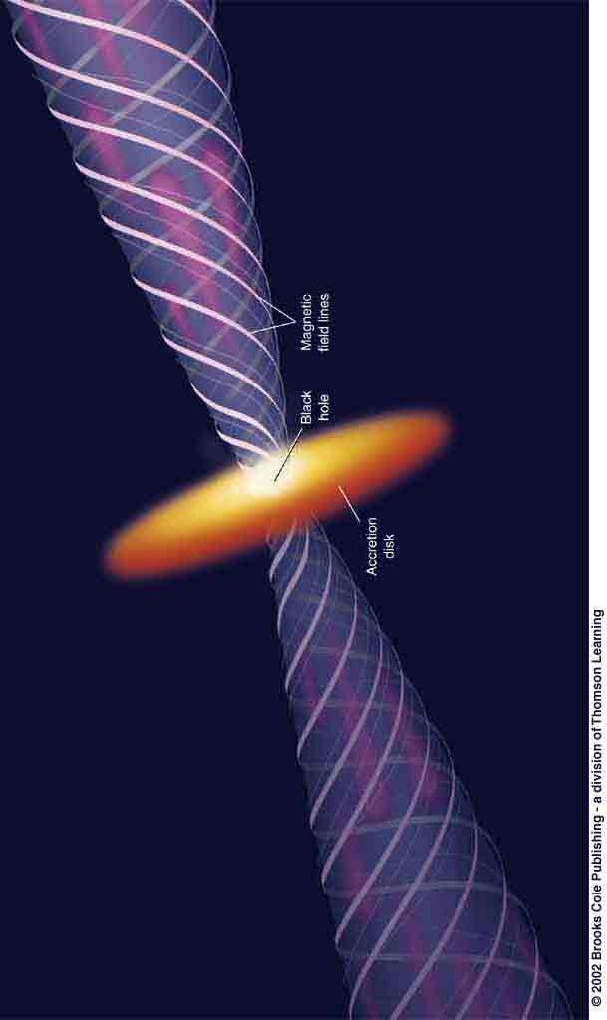 Magnetic
field lines
Black
hole
Accretion
disk
© 2002 Brooks Cole Publishing - a division of Thomson Learning